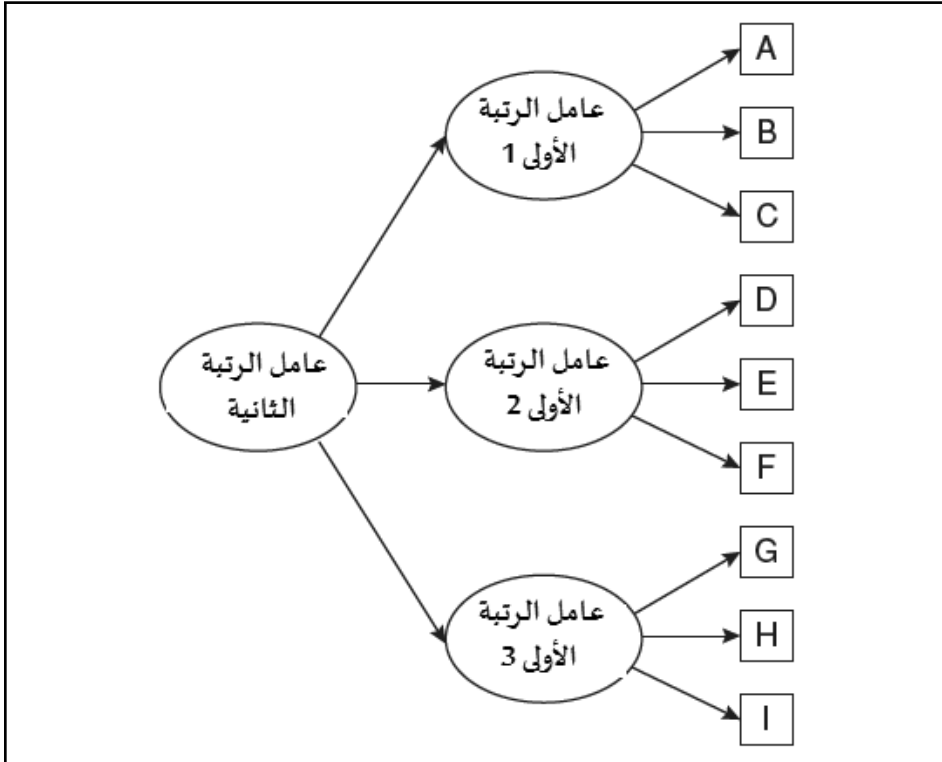 A
عامل الرتبة
الأولى 1
B
C
D
عامل الرتبة
الثانية
عامل الرتبة
الأولى 2
E
F
G
عامل الرتبة
الأولى 3
H
I